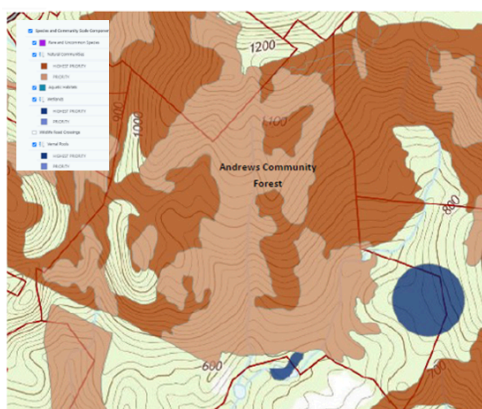 Species and Community Scale Component
Rare and Uncommon Species
Natural Communities
HIGHEST PRIORITY
PRIORITY
Aquatic Habitats
Wetlands
HIGHEST PRIORITY
PRIORITY
Wildlife Road Crossings
Vernal Pools
HIGHEST PRIORITY
PRIORITY
1200
900
1000
1100
Andrews Community
Forest
800
600
700